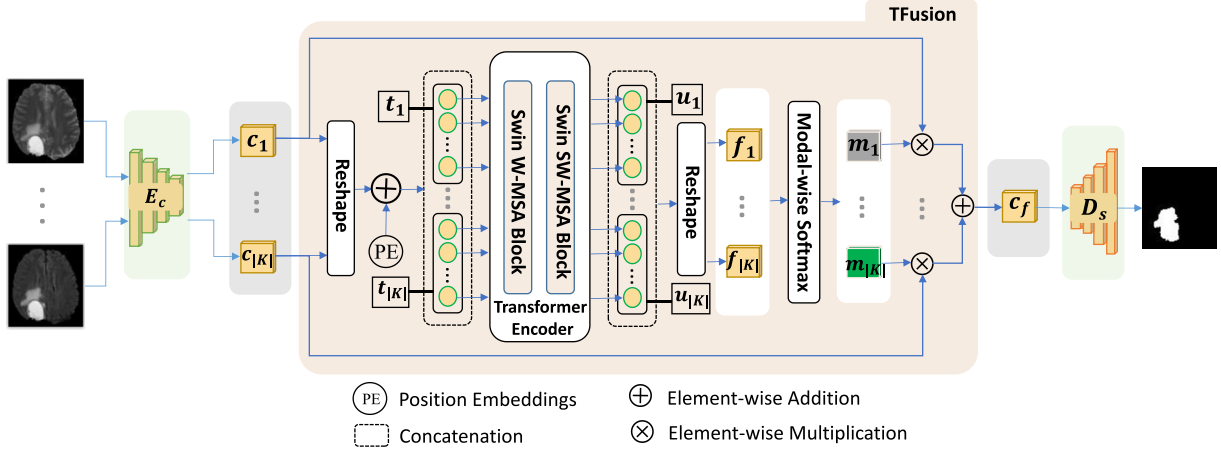 TFusion
E_c
c_1
c_{|K|}
Reshape
PE
t_1
t_{|K|}
Swin W-MSA Block
Swin SW-MSA Block
Transformer
Encoder
u_1
u_{|K|}
Reshape
f_1
f_{|K|}
Modal-wise Softmax
m_1
m_{|K|}
c_f
D_s
PE Position Embeddings
Element-wise Addition
Concatenation
Element-wise Multiplication